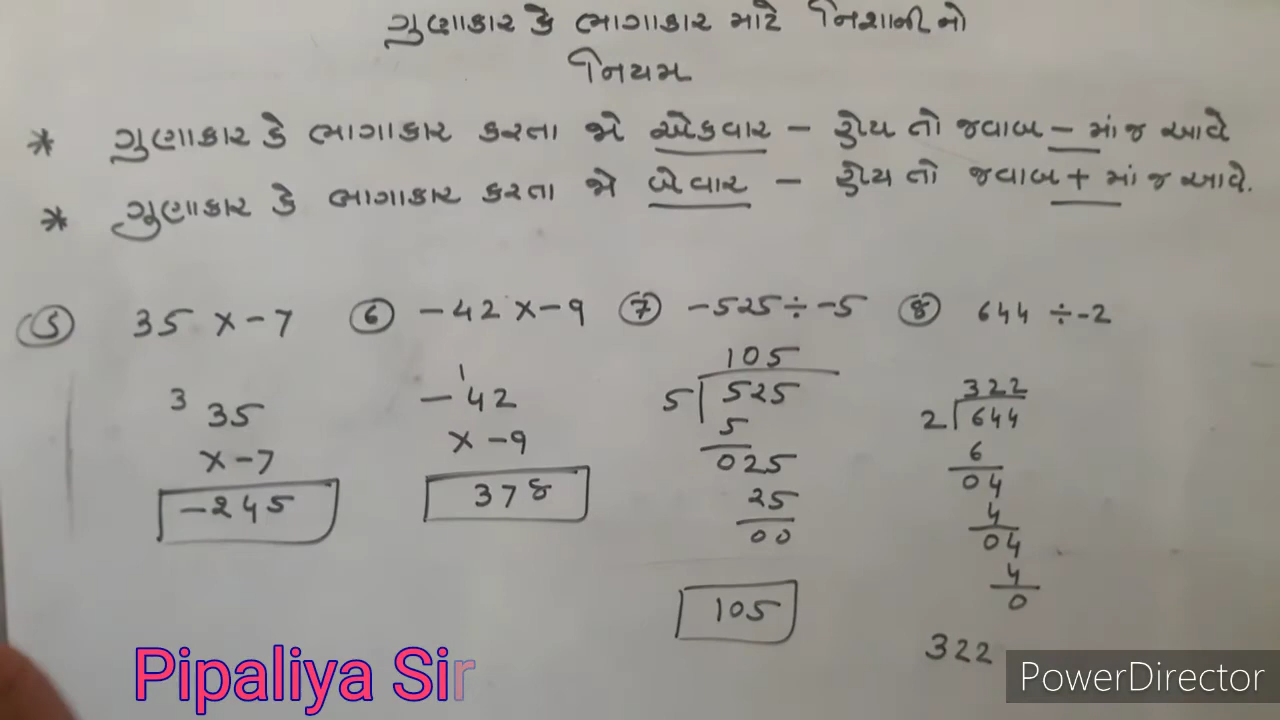 ગુણાકાર કે ભાગાકાર માટે નિશાનીનો
નિયમ
* ગુણાકાર કે ભાગાકાર કરતા જો એકવાર - હોય તો જવાબ - માં જ આવે
* ગુણાકાર કે ભાગાકાર કરતા જો બેવાર - હોય તો જવાબ + માં જ આવે.
5 35 x -7
3
35
x -7
-245
6 -42 x -9
1
-42
x -9
378
7 -525 ÷ -5
105
5 525
5
025
25
00
105
8 644 ÷ -2
322
2 644
6
04
4
04
4
0
322
Pipaliya Sir
PowerDirector